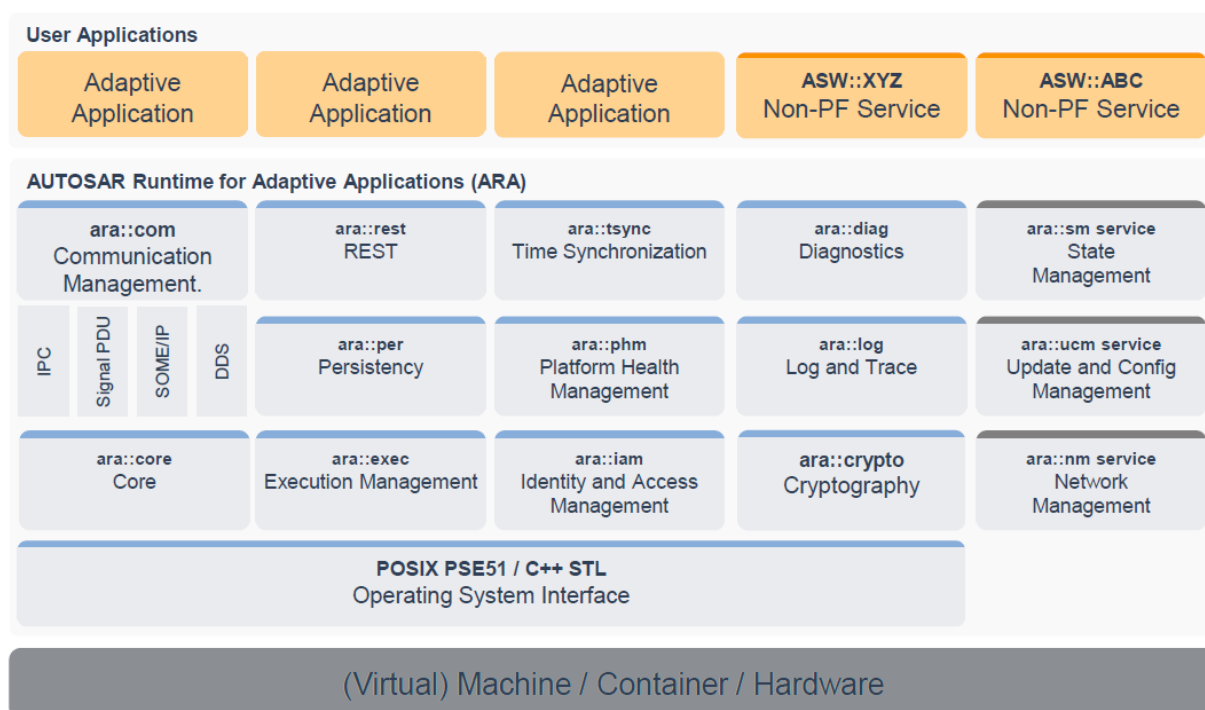 User Applications
Adaptive
Application
Adaptive
Application
Adaptive
Application
ASW::XYZ
Non-PF Service
ASW::ABC
Non-PF Service
AUTOSAR Runtime for Adaptive Applications (ARA)
ara::com
Communication
Management.
ara::rest
REST
ara::tsync
Time Synchronization
ara::diag
Diagnostics
ara::sm service
State
Management
IPC
Signal PDU
SOME/IP
DDS
ara::per
Persistency
ara::phm
Platform Health
Management
ara::log
Log and Trace
ara::ucm service
Update and Config
Management
ara::core
Core
ara::exec
Execution Management
ara::iam
Identity and Access
Management
ara::crypto
Cryptography
ara::nm service
Network
Management
POSIX PSE51 / C++ STL
Operating System Interface
(Virtual) Machine / Container / Hardware